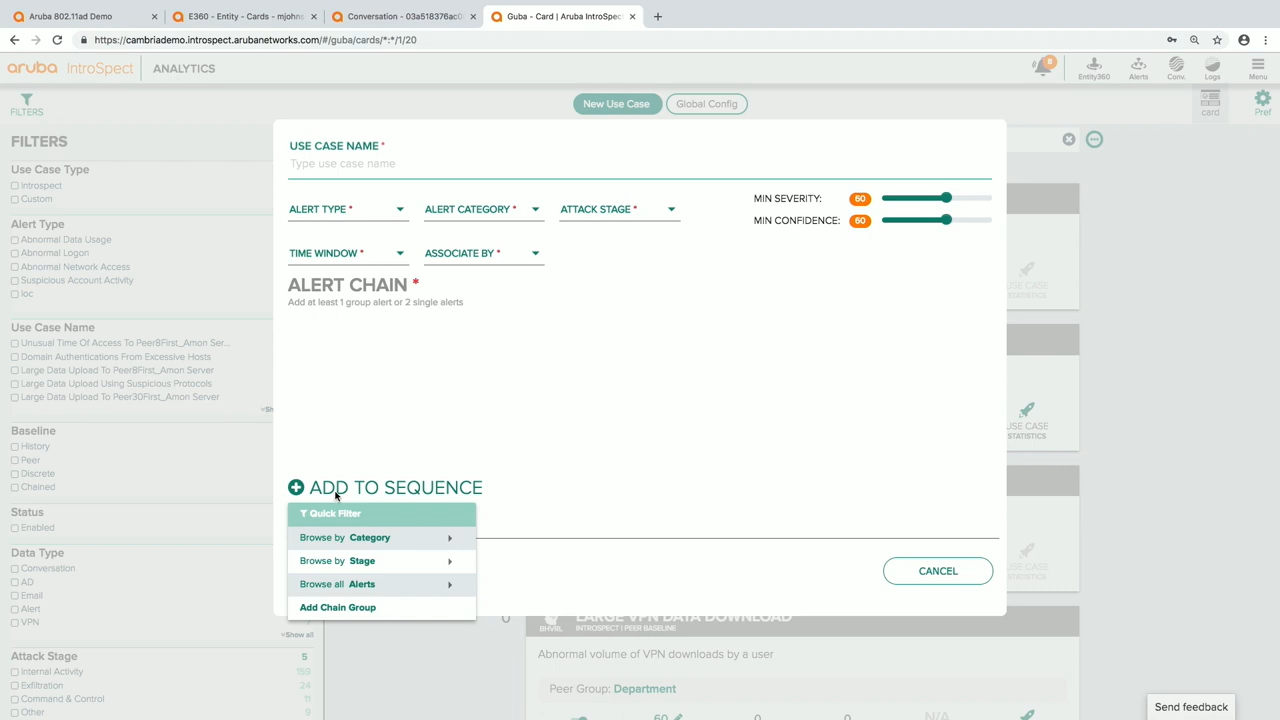 Aruba 802.11ad Demo
E360 - Entity - Cards - mjohns
Conversation - 03a518376ac0
Guba - Card | Aruba IntroSpec
https://cambriademo.introspect.arubanetworks.com/#/guba/cards/*:*/1/20
aruba IntroSpect ANALYTICS
8
Entity360
Alerts
Conv.
Logs
Menu
FILTERS
New Use Case
Global Config
card
Pref
FILTERS
Use Case Type
Introspect
Custom
Alert Type
Abnormal Data Usage
Abnormal Logon
Abnormal Network Access
Suspicious Account Activity
Ioc
Use Case Name
Unusual Time Of Access To Peer8First_Amon Ser...
Domain Authentications From Excessive Hosts
Large Data Upload To Peer8First_Amon Server
Large Data Upload Using Suspicious Protocols
Large Data Upload To Peer30First_Amon Server
Baseline
History
Peer
Discrete
Chained
Status
Enabled
Data Type
Conversation
AD
Email
Alert
VPN
Show all
Attack Stage 5
Internal Activity 159
Exfiltration 24
Command & Control 11
Other 9
USE CASE NAME *
Type use case name
ALERT TYPE *
ALERT CATEGORY *
ATTACK STAGE *
MIN SEVERITY: 60
MIN CONFIDENCE: 60
TIME WINDOW *
ASSOCIATE BY *
ALERT CHAIN *
Add at least 1 group alert or 2 single alerts
ADD TO SEQUENCE
Quick Filter
Browse by Category
Browse by Stage
Browse all Alerts
Add Chain Group
CANCEL
USE CASE
STATISTICS
USE CASE
STATISTICS
USE CASE
STATISTICS
0
BHVRL
LARGE VPN DATA DOWNLOAD
INTROSPECT | PEER BASELINE
Abnormal volume of VPN downloads by a user
Peer Group: Department
60
0
0
N/A
Send feedback